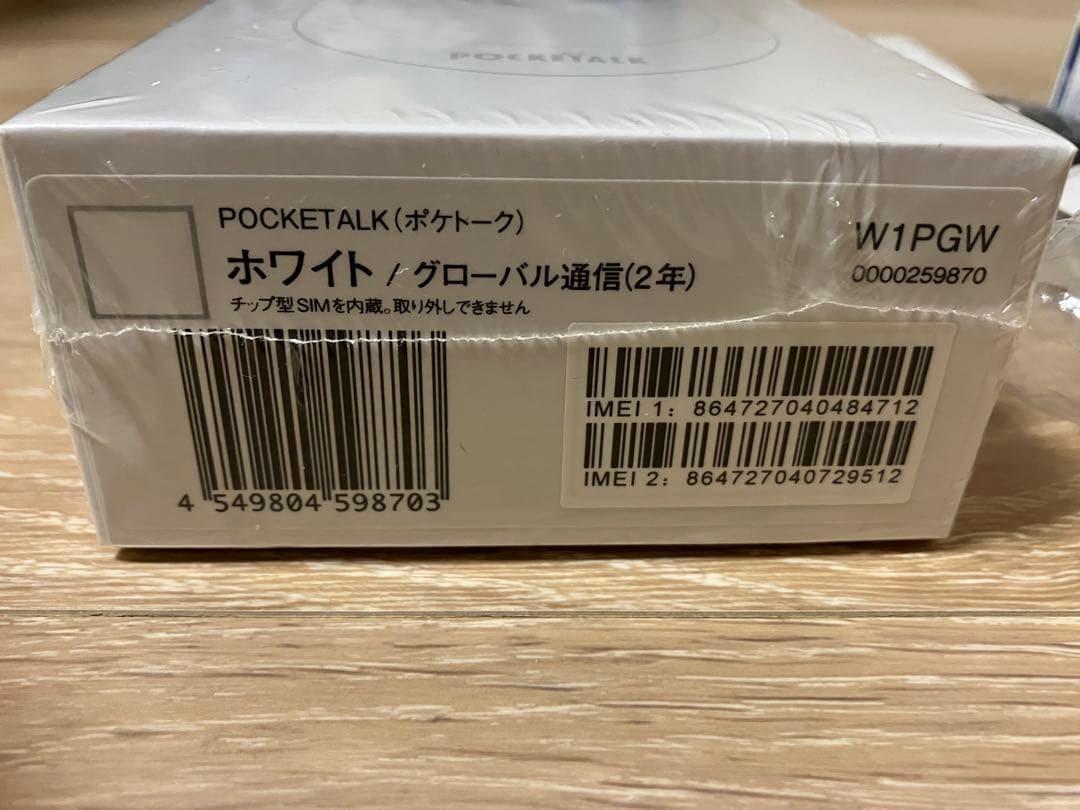 POCKETALK
POCKETALK(ポケトーク)
ホワイト / グローバル通信(2年)
チップ型SIMを内蔵。取り外しできません
W1PGW
0000259870
4 549804 598703
IMEI 1: 864727040484712
IMEI 2: 864727040729512